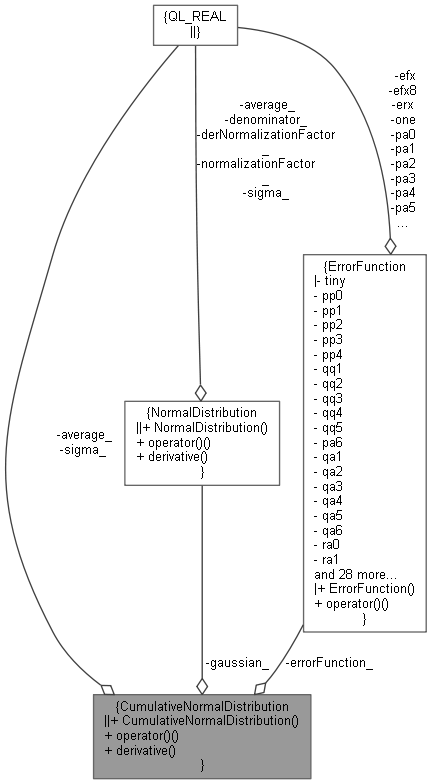 {QL_REAL
||}
-average_
-denominator_
-derNormalizationFactor
_
-normalizationFactor
_
-sigma_
-efx
-efx8
-erx
-one
-pa0
-pa1
-pa2
-pa3
-pa4
-pa5
...
{ErrorFunction
|- tiny
- pp0
- pp1
- pp2
- pp3
- pp4
- qq1
- qq2
- qq3
- qq4
- qq5
- pa6
- qa1
- qa2
- qa3
- qa4
- qa5
- qa6
- ra0
- ra1
and 28 more...
|+ ErrorFunction()
+ operator()()
}
{NormalDistribution
||+ NormalDistribution()
+ operator()()
+ derivative()
}
-average_
-sigma_
-gaussian_
-errorFunction_
{CumulativeNormalDistribution
||+ CumulativeNormalDistribution()
+ operator()()
+ derivative()
}